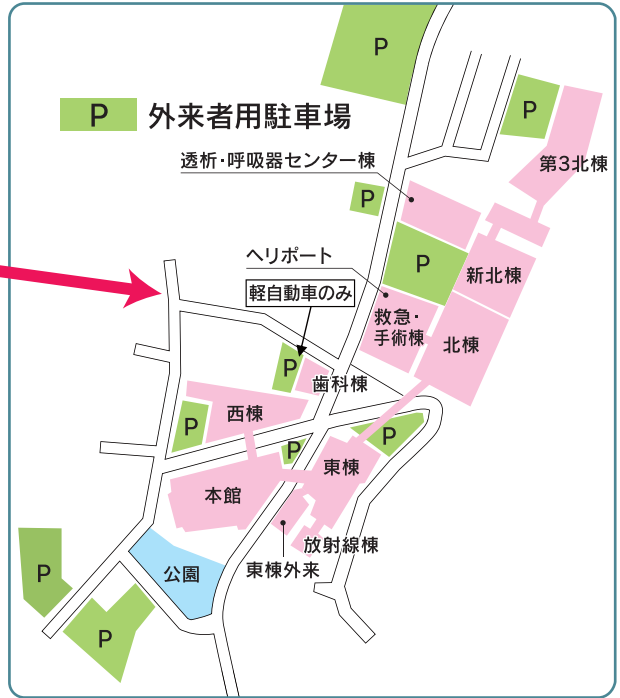 P
P 外来者用駐車場
P
透析・呼吸器センター棟
第3北棟
P
ヘリポート
P
新北棟
軽自動車のみ
救急・
手術棟
北棟
P
歯科棟
西棟
P
P
P
東棟
本館
放射線棟
東棟外来
公園
P
P